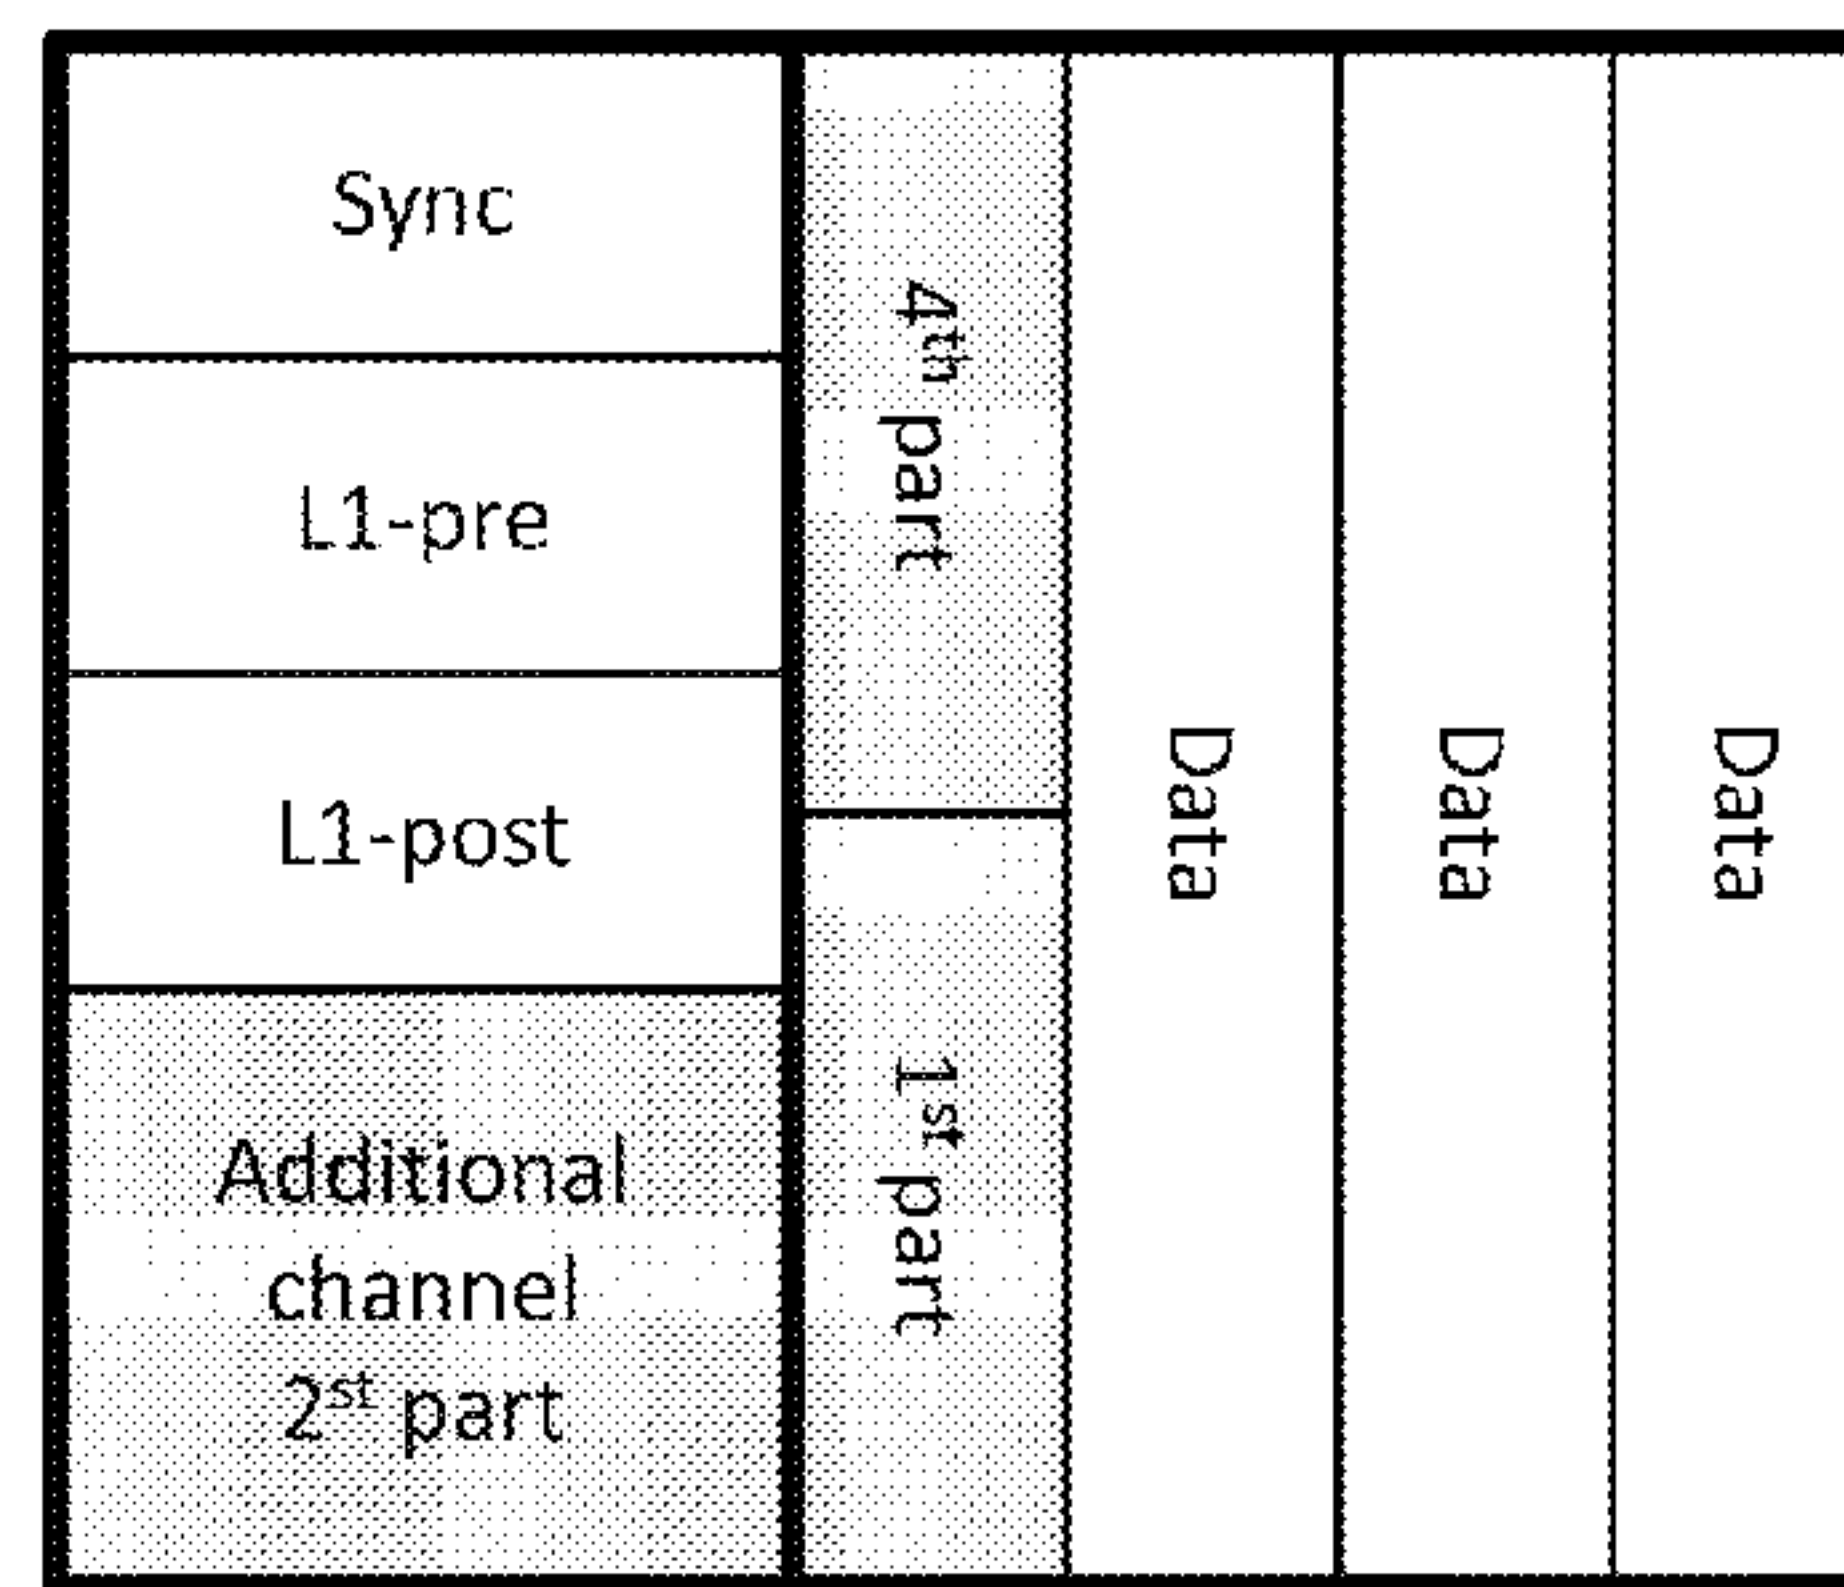 Sync
L1-pre
L1-post
Additional
channel
2st part
4th part
1st part
Data
Data
Data